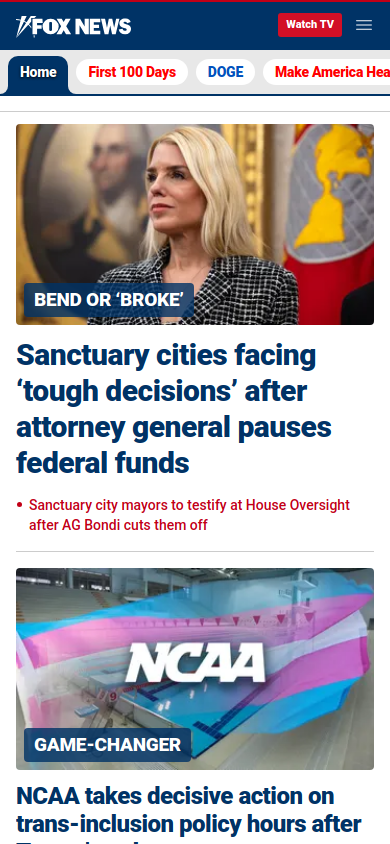 FOX NEWS
Watch TV
Home
First 100 Days
DOGE
Make America Hea
BEND OR ‘BROKE’
Sanctuary cities facing
‘tough decisions’ after
attorney general pauses
federal funds
• Sanctuary city mayors to testify at House Oversight
after AG Bondi cuts them off
NCAA
9
GAME-CHANGER
NCAA takes decisive action on
trans-inclusion policy hours after